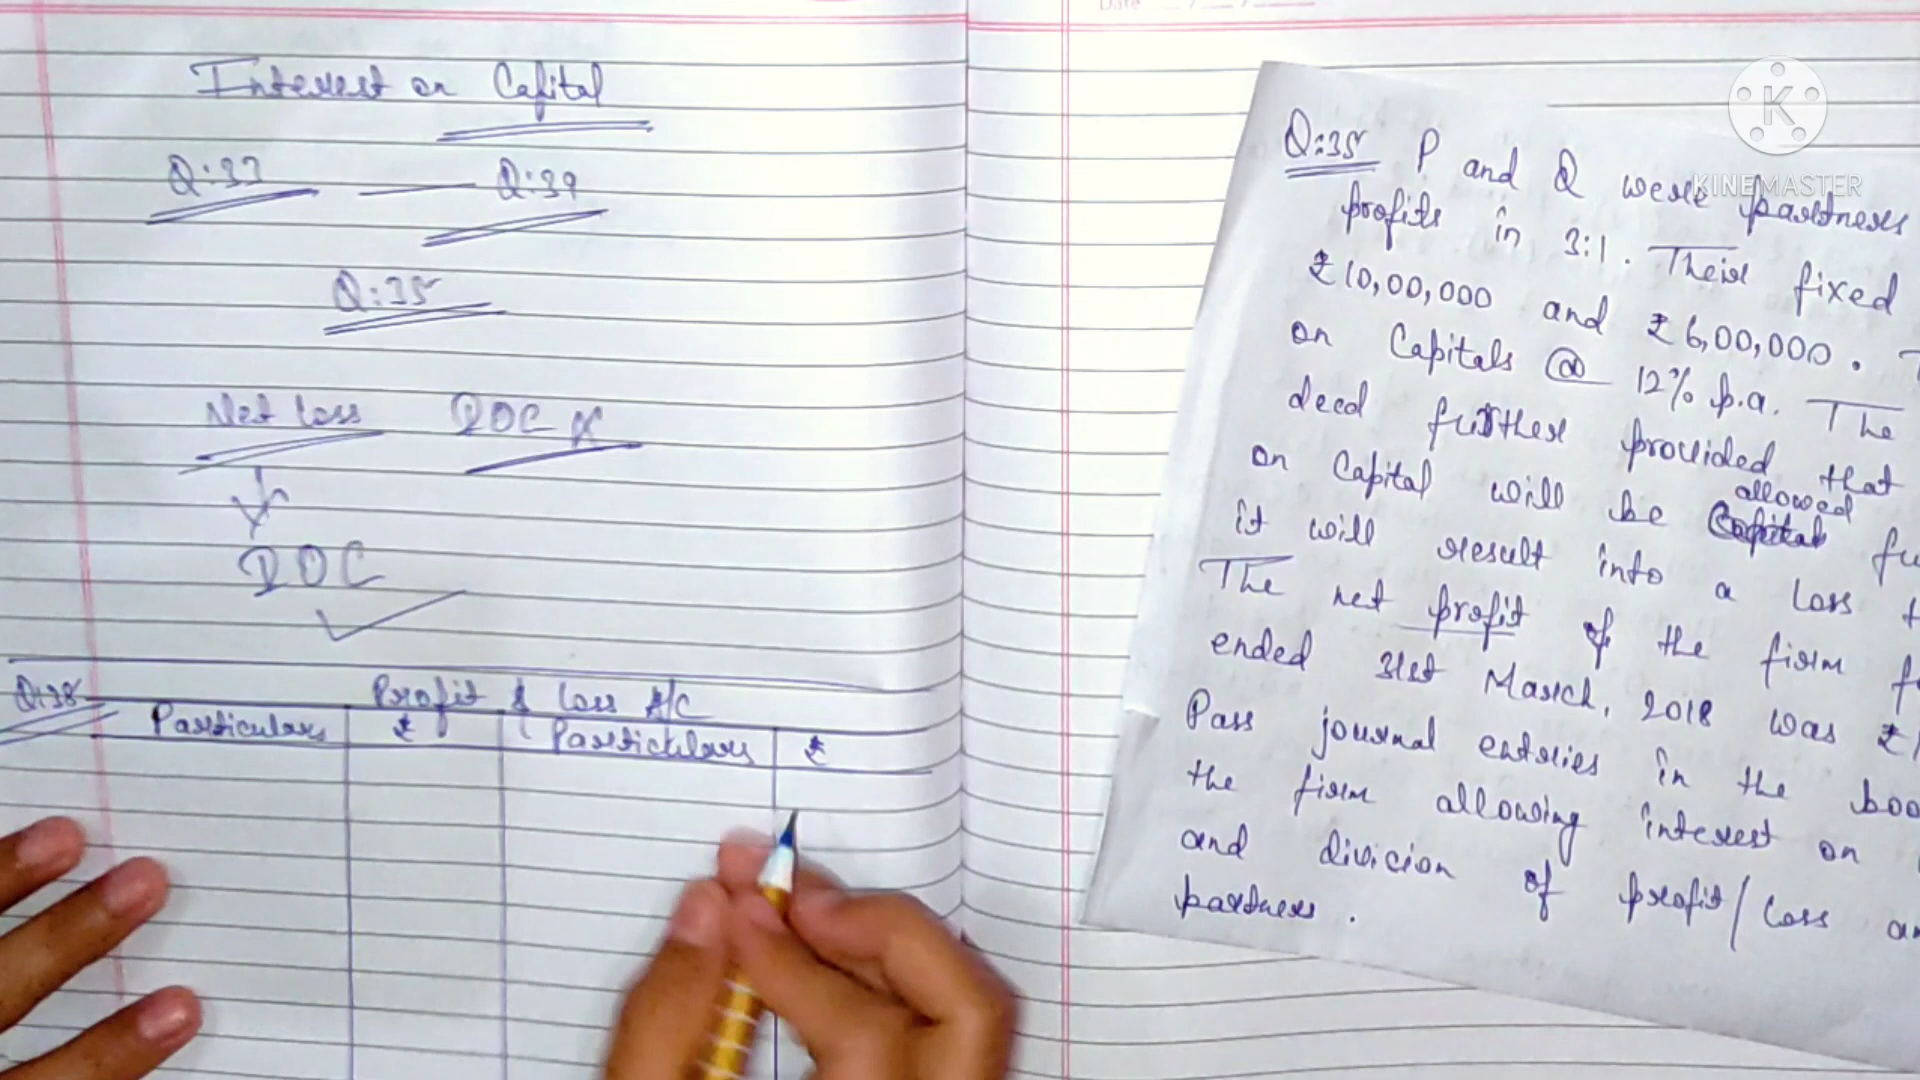 Interest on Capital
Q:33 — Q:39
Q:35
Net loss IOC X
IOC
Q:38 Profit & Loss A/C
Particulars ₹ Particulars ₹
Date
KINEMASTER
Q:35 P and Q were partners
profits in 3:1. Their fixed
₹10,00,000 and ₹6,00,000.
on Capitals @ 12% p.a. The
deed further provided that
on Capital will be allowed
it will result into a loss
The net profit of the firm
ended 31st March, 2018 was ₹1
Pass journal entries in the
the firm allowing interest on
and division of profit/loss
partners.